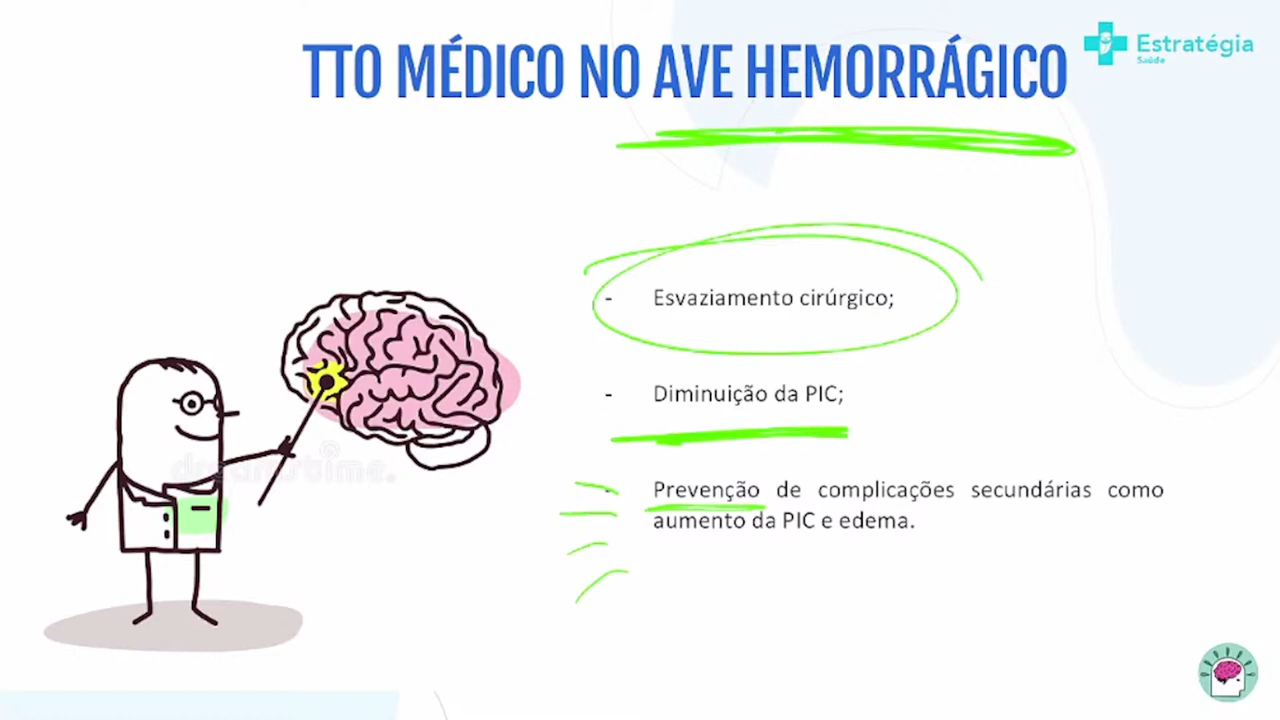 TTO MÉDICO NO AVE HEMORRÁGICO
Estratégia
Saúde
- Esvaziamento cirúrgico;
- Diminuição da PIC;
- Prevenção de complicações secundárias como
aumento da PIC e edema.
dreamstime.